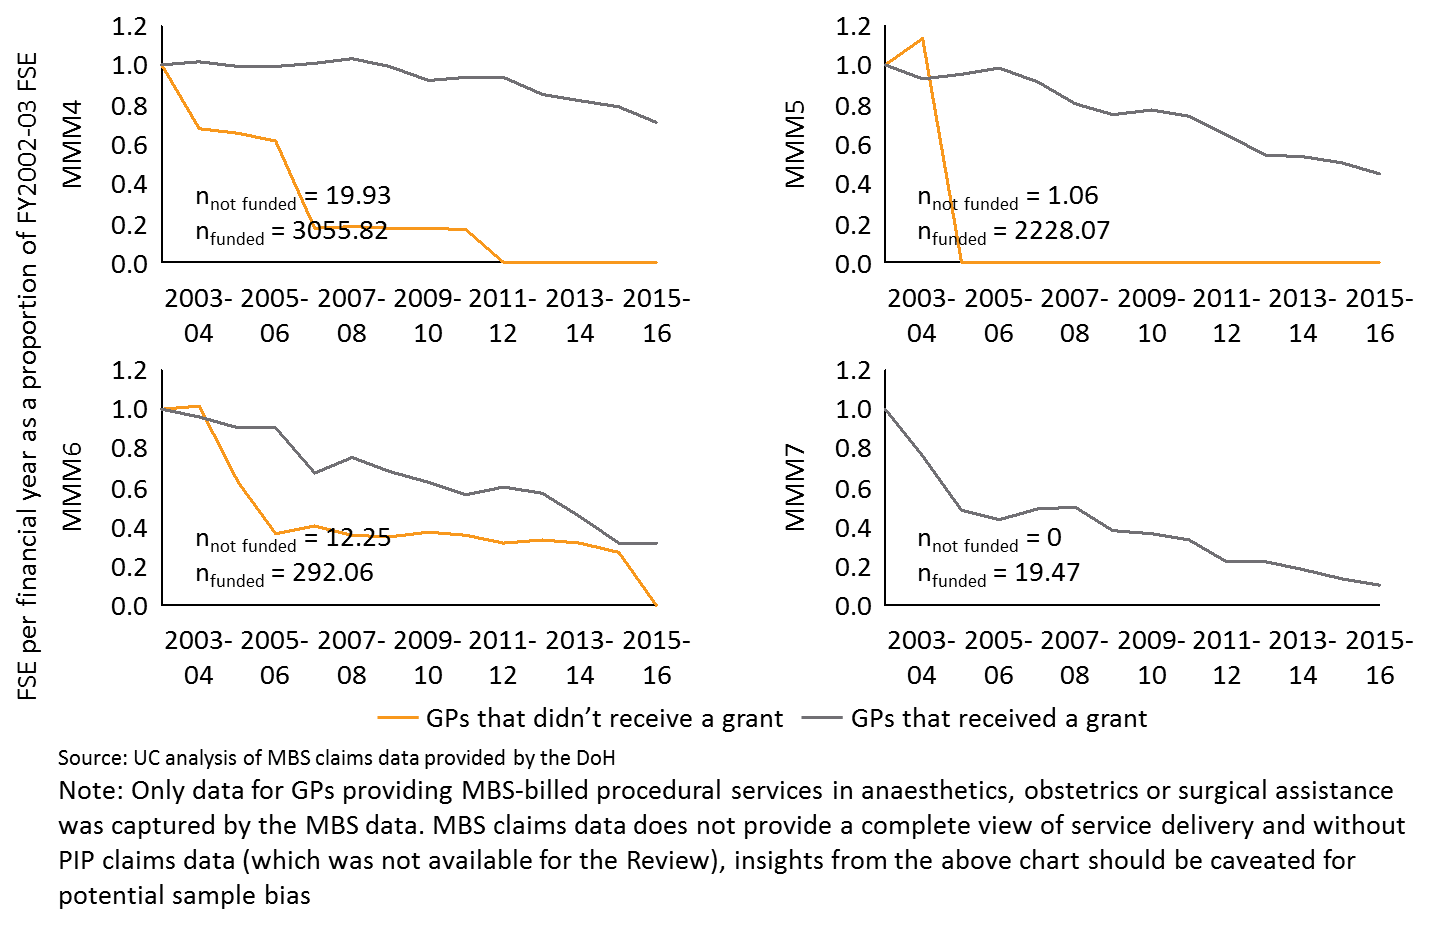 FSE per financial year as a proportion of FY2002-03 FSE
MMM4
1.2
1.0
0.8
0.6
0.4
0.2
0.0
nnot funded = 19.93
nfunded = 3055.82
2003-04 2005-06 2007-08 2009-10 2011-12 2013-14 2015-16
MMM5
1.2
1.0
0.8
0.6
0.4
0.2
0.0
nnot funded = 1.06
nfunded = 2228.07
2003-04 2005-06 2007-08 2009-10 2011-12 2013-14 2015-16
MMM6
1.2
1.0
0.8
0.6
0.4
0.2
0.0
nnot funded = 12.25
nfunded = 292.06
2003-04 2005-06 2007-08 2009-10 2011-12 2013-14 2015-16
MMM7
1.2
1.0
0.8
0.6
0.4
0.2
0.0
nnot funded = 0
nfunded = 19.47
2003-04 2005-06 2007-08 2009-10 2011-12 2013-14 2015-16
GPs that didn’t receive a grant GPs that received a grant
Source: UC analysis of MBS claims data provided by the DoH
Note: Only data for GPs providing MBS-billed procedural services in anaesthetics, obstetrics or surgical assistance
was captured by the MBS data. MBS claims data does not provide a complete view of service delivery and without
PIP claims data (which was not available for the Review), insights from the above chart should be caveated for
potential sample bias